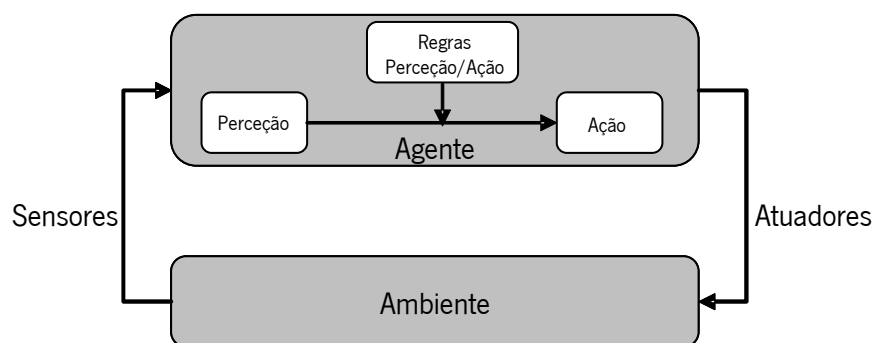 Regras
Perceção/Ação
Perceção
Ação
Agente
Sensores
Atuadores
Ambiente